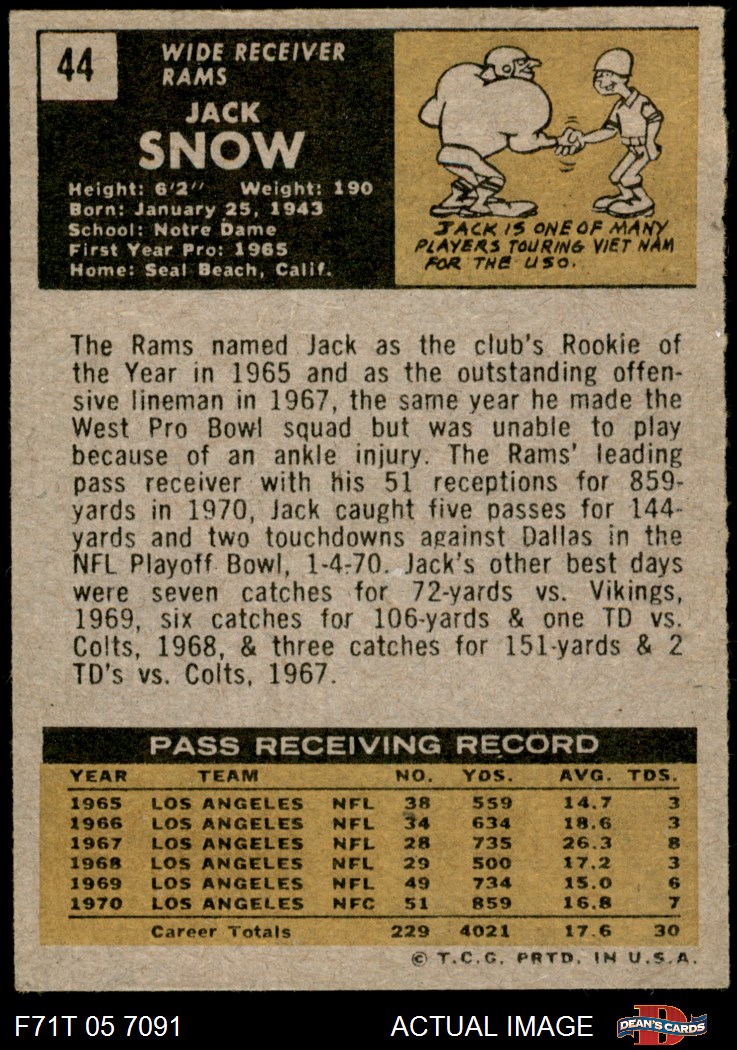 44
WIDE RECEIVER
RAMS
JACK
SNOW
Height: 6'2" Weight: 190
Born: January 25, 1943
School: Notre Dame
First Year Pro: 1965
Home: Seal Beach, Calif.
JACK IS ONE OF MANY
PLAYERS TOURING VIET NAM
FOR THE USO.
The Rams named Jack as the club's Rookie of
the Year in 1965 and as the outstanding offen-
sive lineman in 1967, the same year he made the
West Pro Bowl squad but was unable to play
because of an ankle injury. The Rams' leading
pass receiver with his 51 receptions for 859-
yards in 1970, Jack caught five passes for 144-
yards and two touchdowns against Dallas in the
NFL Playoff Bowl, 1-4-70. Jack's other best days
were seven catches for 72-yards vs. Vikings,
1969, six catches for 106-yards & one TD vs.
Colts, 1968, & three catches for 151-yards & 2
TD's vs. Colts, 1967.
PASS RECEIVING RECORD
YEAR TEAM NO. YDS. AVG. TDS.
1965 LOS ANGELES NFL 38 559 14.7 3
1966 LOS ANGELES NFL 34 634 18.6 3
1967 LOS ANGELES NFL 28 735 26.3 8
1968 LOS ANGELES NFL 29 500 17.2 3
1969 LOS ANGELES NFL 49 734 15.0 6
1970 LOS ANGELES NFC 51 859 16.8 7
Career Totals 229 4021 17.6 30
© T.C.G. PRTD. IN U.S.A.
F71T 05 7091 ACTUAL IMAGE D DEAN'S CARDS